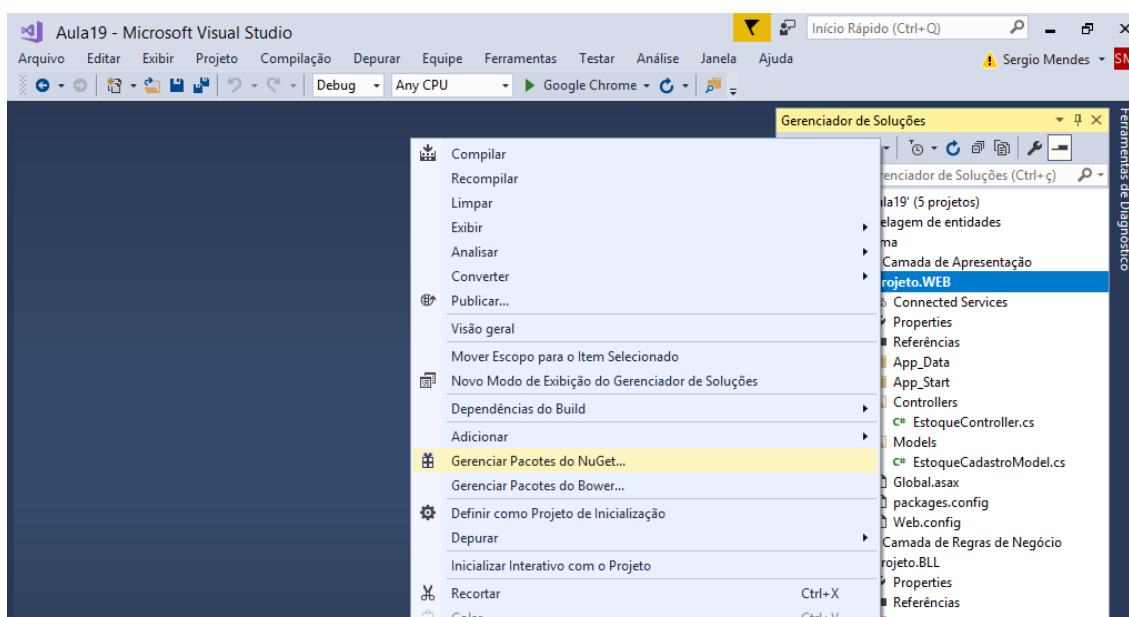 Aula19 - Microsoft Visual Studio
Início Rápido (Ctrl+Q)
Arquivo Editar Exibir Projeto Compilação Depurar Equipe Ferramentas Testar Análise Janela Ajuda
Sergio Mendes
Debug Any CPU Google Chrome
Gerenciador de Soluções
renciador de Soluções (Ctrl+ç)
Compilar
Recompilar
Limpar
Exibir
Analisar
Converter
Publicar...
Visão geral
Mover Escopo para o Item Selecionado
Novo Modo de Exibição do Gerenciador de Soluções
Dependências do Build
Adicionar
Gerenciar Pacotes do NuGet...
Gerenciar Pacotes do Bower...
Definir como Projeto de Inicialização
Depurar
Inicializar Interativo com o Projeto
Recortar Ctrl+X
la19' (5 projetos)
elagem de entidades
ma
Camada de Apresentação
rojeto.WEB
Connected Services
Properties
Referências
App_Data
App_Start
Controllers
C# EstoqueController.cs
Models
C# EstoqueCadastroModel.cs
Global.asax
packages.config
Web.config
Camada de Regras de Negócio
rojeto.BLL
Properties
Referências
Ferramentas de Diagnóstico